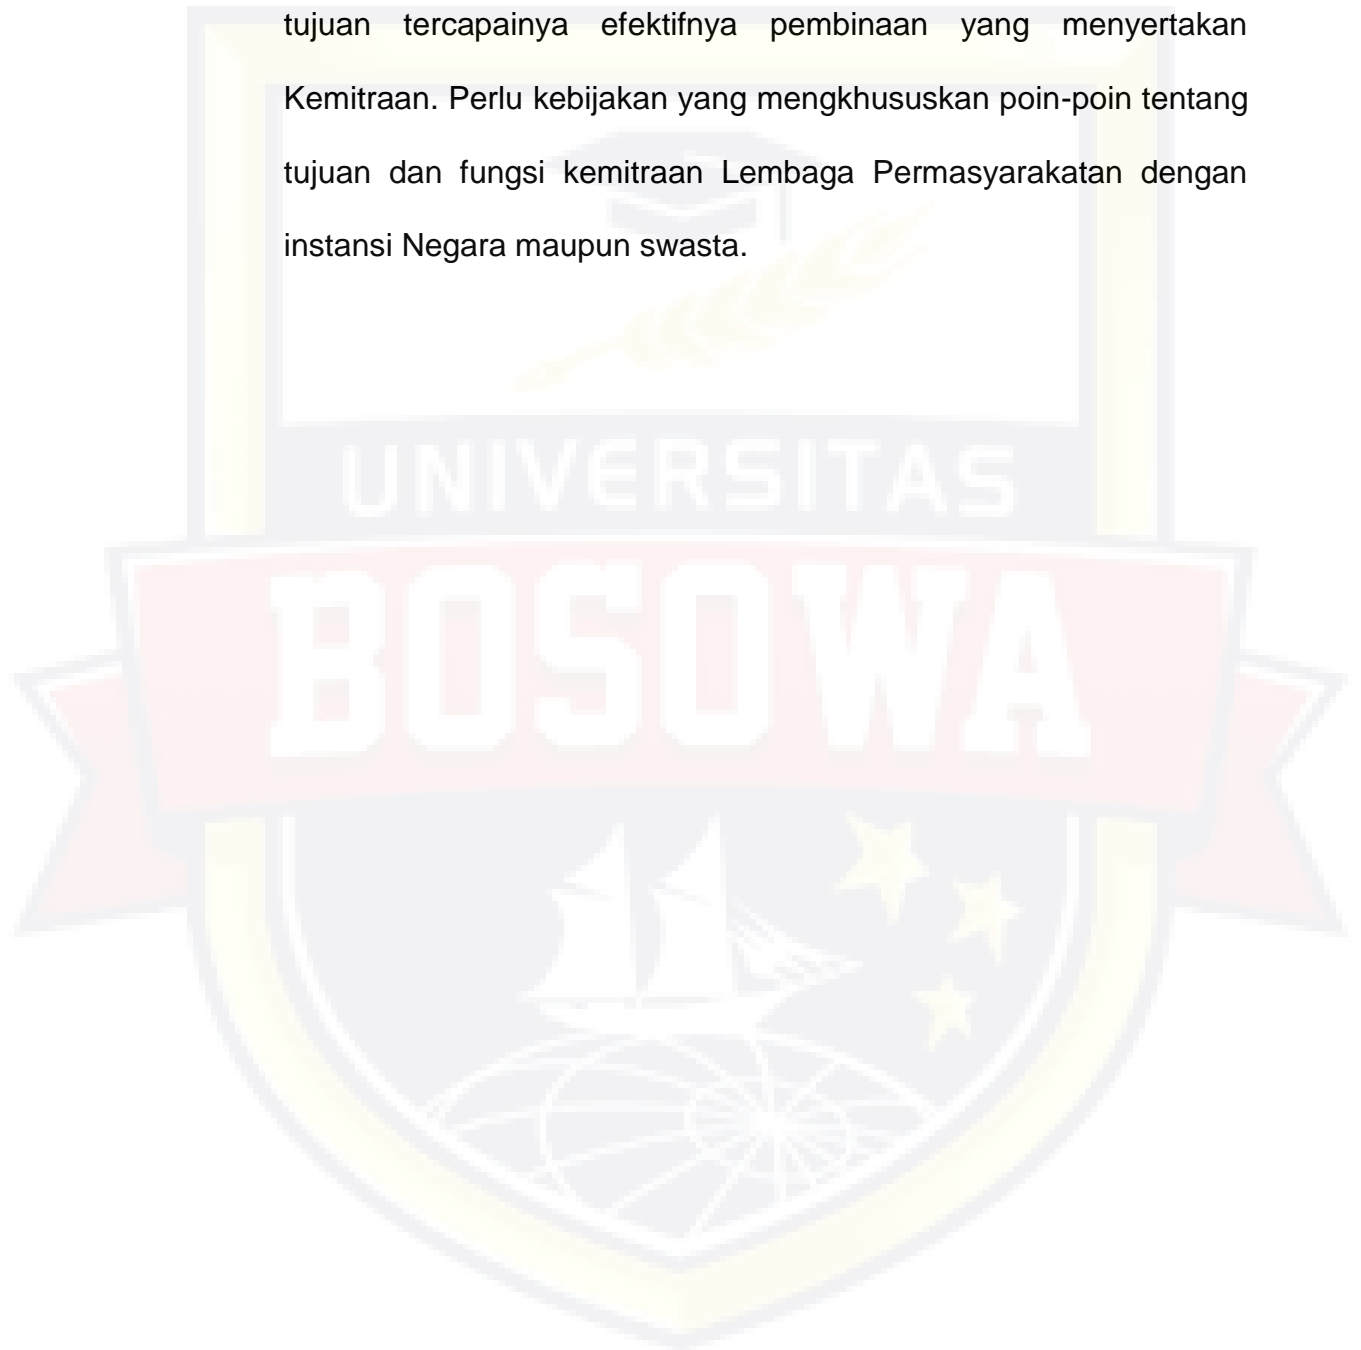 tujuan tercapainya efektifnya pembinaan yang menyertakan
Kemitraan. Perlu kebijakan yang mengkhususkan poin-poin tentang
tujuan dan fungsi kemitraan Lembaga Permasyarakatan dengan
instansi Negara maupun swasta.
UNIVERSITAS
BOSOWA